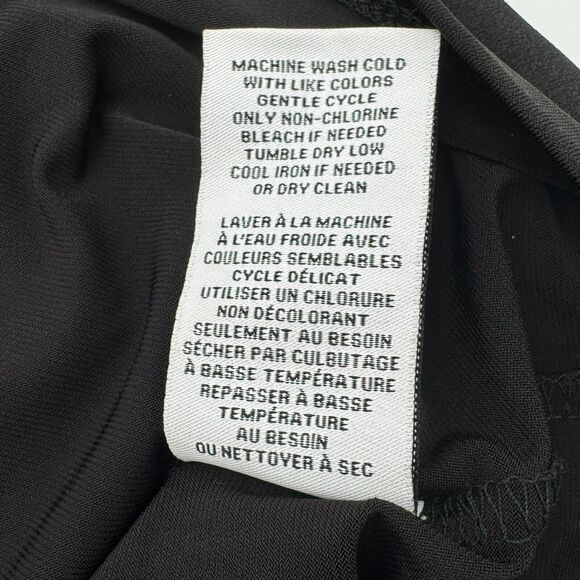 MACHINE WASH COLD
WITH LIKE COLORS
GENTLE CYCLE
ONLY NON-CHLORINE
BLEACH IF NEEDED
TUMBLE DRY LOW
COOL IRON IF NEEDED
OR DRY CLEAN
LAVER À LA MACHINE
À L'EAU FROIDE AVEC
COULEURS SEMBLABLES
CYCLE DÉLICAT
UTILISER UN CHLORURE
NON DÉCOLORANT
SEULEMENT AU BESOIN
SÉCHER PAR CULBUTAGE
À BASSE TEMPÉRATURE
REPASSER À BASSE
TEMPÉRATURE
AU BESOIN
OU NETTOYER À SEC